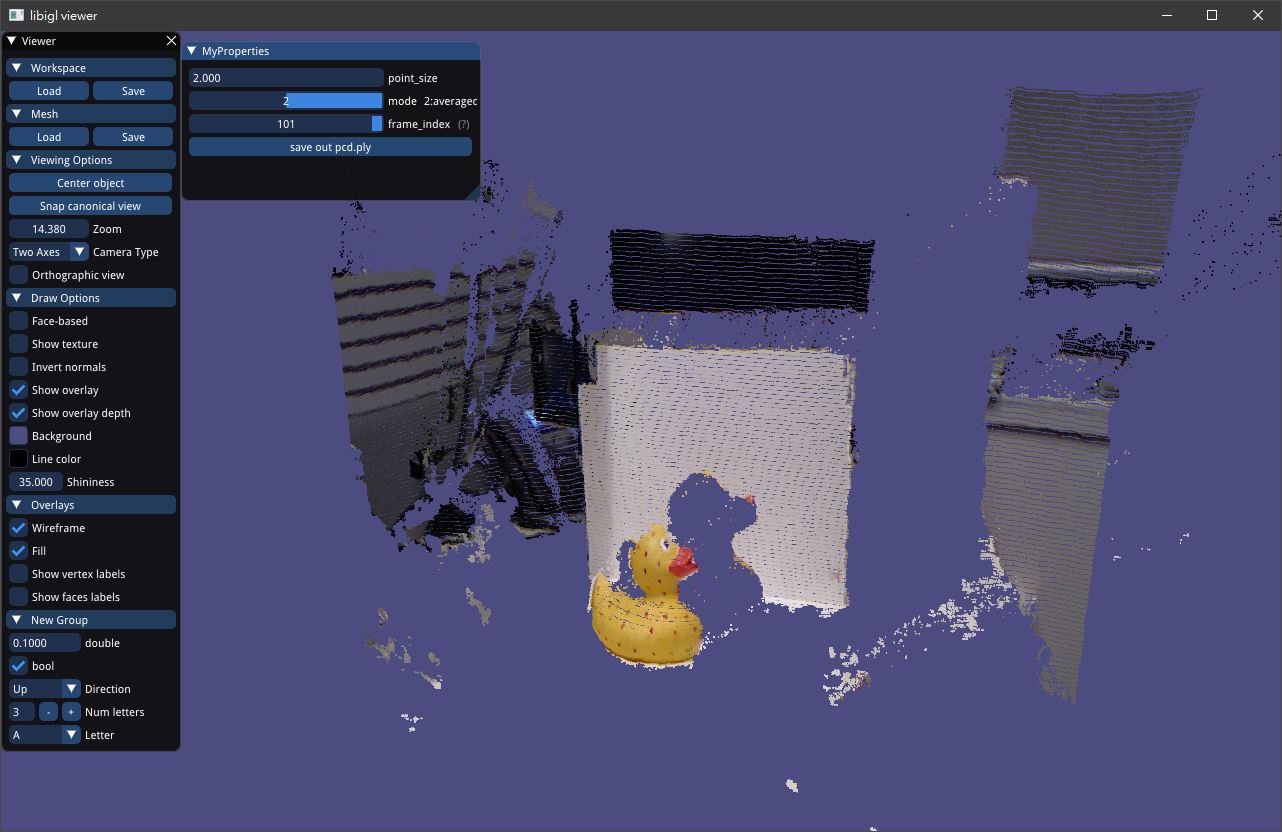 libigl viewer
Viewer
Workspace
Load Save
Mesh
Load Save
Viewing Options
Center object
Snap canonical view
14.380 Zoom
Two Axes Camera Type
Orthographic view
Draw Options
Face-based
Show texture
Invert normals
Show overlay
Show overlay depth
Background
Line color
35.000 Shininess
Overlays
Wireframe
Fill
Show vertex labels
Show faces labels
New Group
0.1000 double
bool
Up Direction
3 - + Num letters
A Letter
MyProperties
2.000 point_size
2 mode 2:averagec
101 frame_index (?)
save out pcd.ply